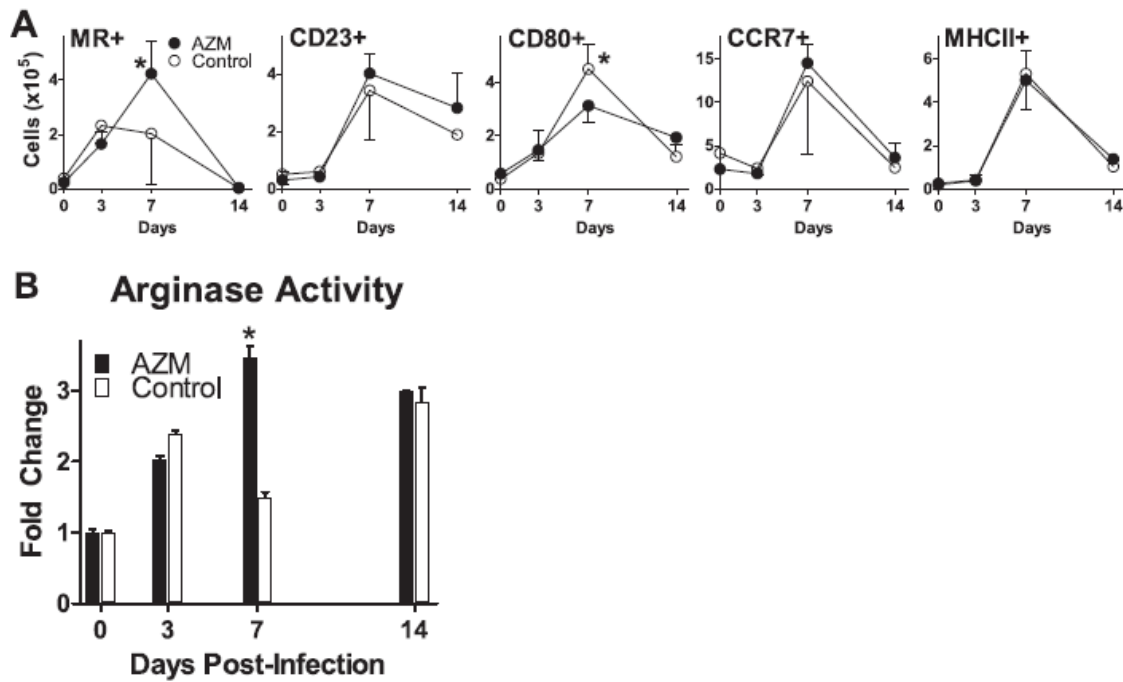 A
MR+
AZM
Control
CD23+
CD80+
CCR7+
MHCII+
Cells (x10⁵)
4
2
0
*
0 3 7 14
Days
4
2
0
0 3 7 14
Days
4
2
0
*
0 3 7 14
Days
15
10
5
0
0 3 7 14
Days
6
4
2
0
0 3 7 14
Days
B
Arginase Activity
*
AZM
Control
Fold Change
3
2
1
0
0 3 7 14
Days Post-Infection